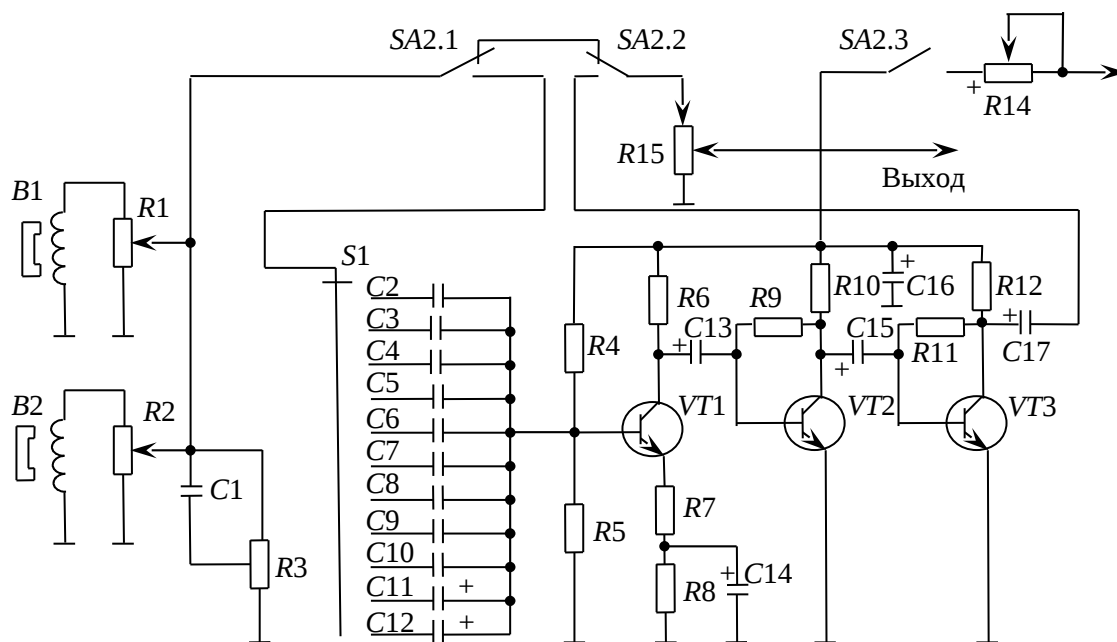 SA2.1
SA2.2
SA2.3
+
R14
R15
Выход
B1
R1
S1
C2
C3
C4
C5
C6
C7
C8
C9
C10
C11 +
C12 +
R4
R5
R6
+ C13
R9
R10
+ C16
C15
+
R11
R12
+
C17
VT1
VT2
VT3
B2
R2
C1
R3
R7
R8
+ C14